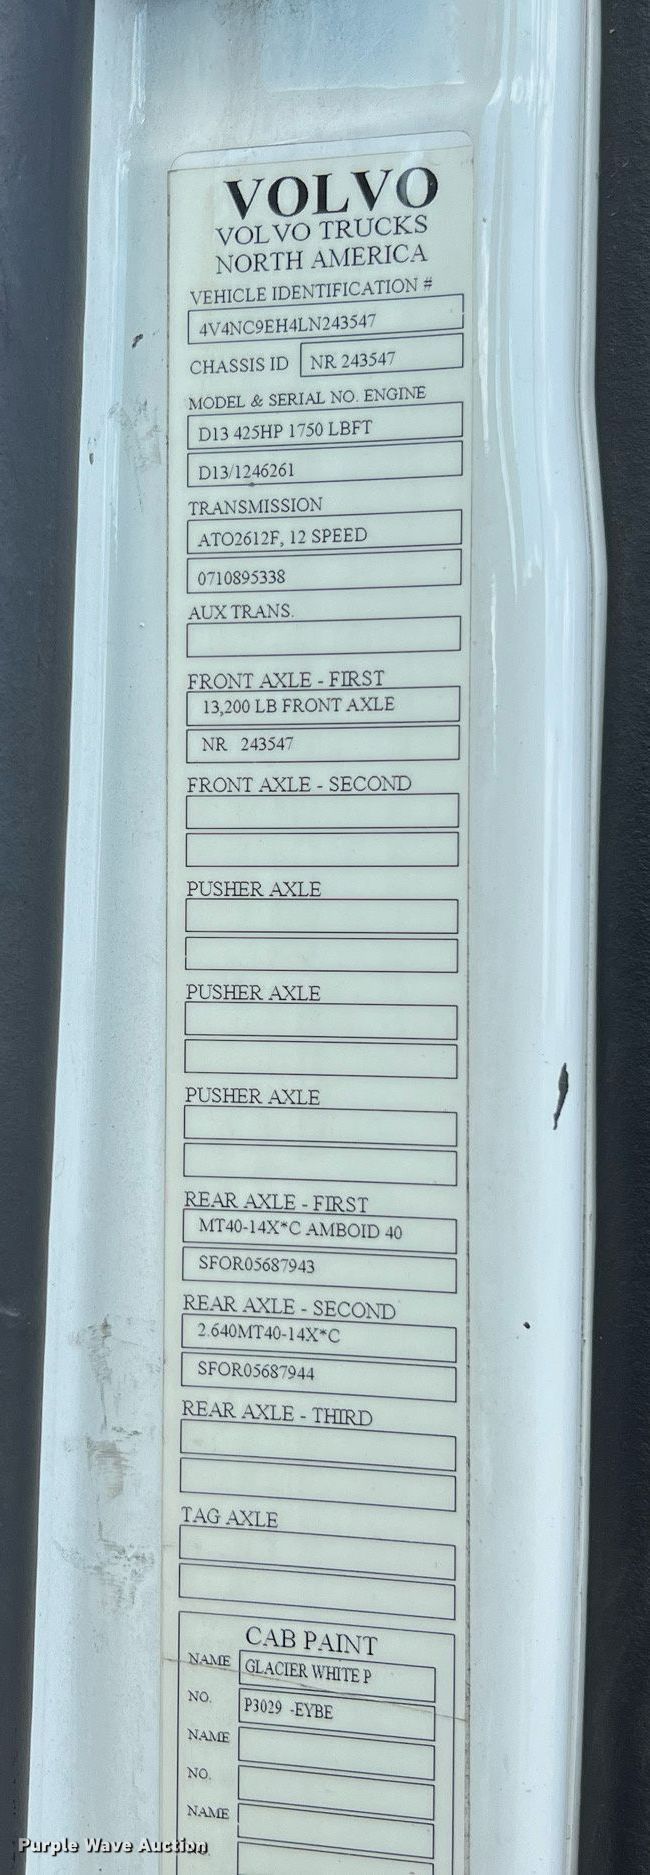 VOLVO
VOLVO TRUCKS
NORTH AMERICA
VEHICLE IDENTIFICATION #
4V4NC9EH4LN243547
CHASSIS ID NR 243547
MODEL & SERIAL NO. ENGINE
D13 425HP 1750 LBFT
D13/1246261
TRANSMISSION
ATO2612F, 12 SPEED
0710895338
AUX TRANS.
FRONT AXLE - FIRST
13,200 LB FRONT AXLE
NR 243547
FRONT AXLE - SECOND
PUSHER AXLE
PUSHER AXLE
PUSHER AXLE
REAR AXLE - FIRST
MT40-14X*C AMBOID 40
SFOR05687943
REAR AXLE - SECOND
2.640MT40-14X*C
SFOR05687944
REAR AXLE - THIRD
TAG AXLE
CAB PAINT
NAME GLACIER WHITE P
NO. P3029 -EYBE
NAME
NO.
NAME
Purple Wave Auction